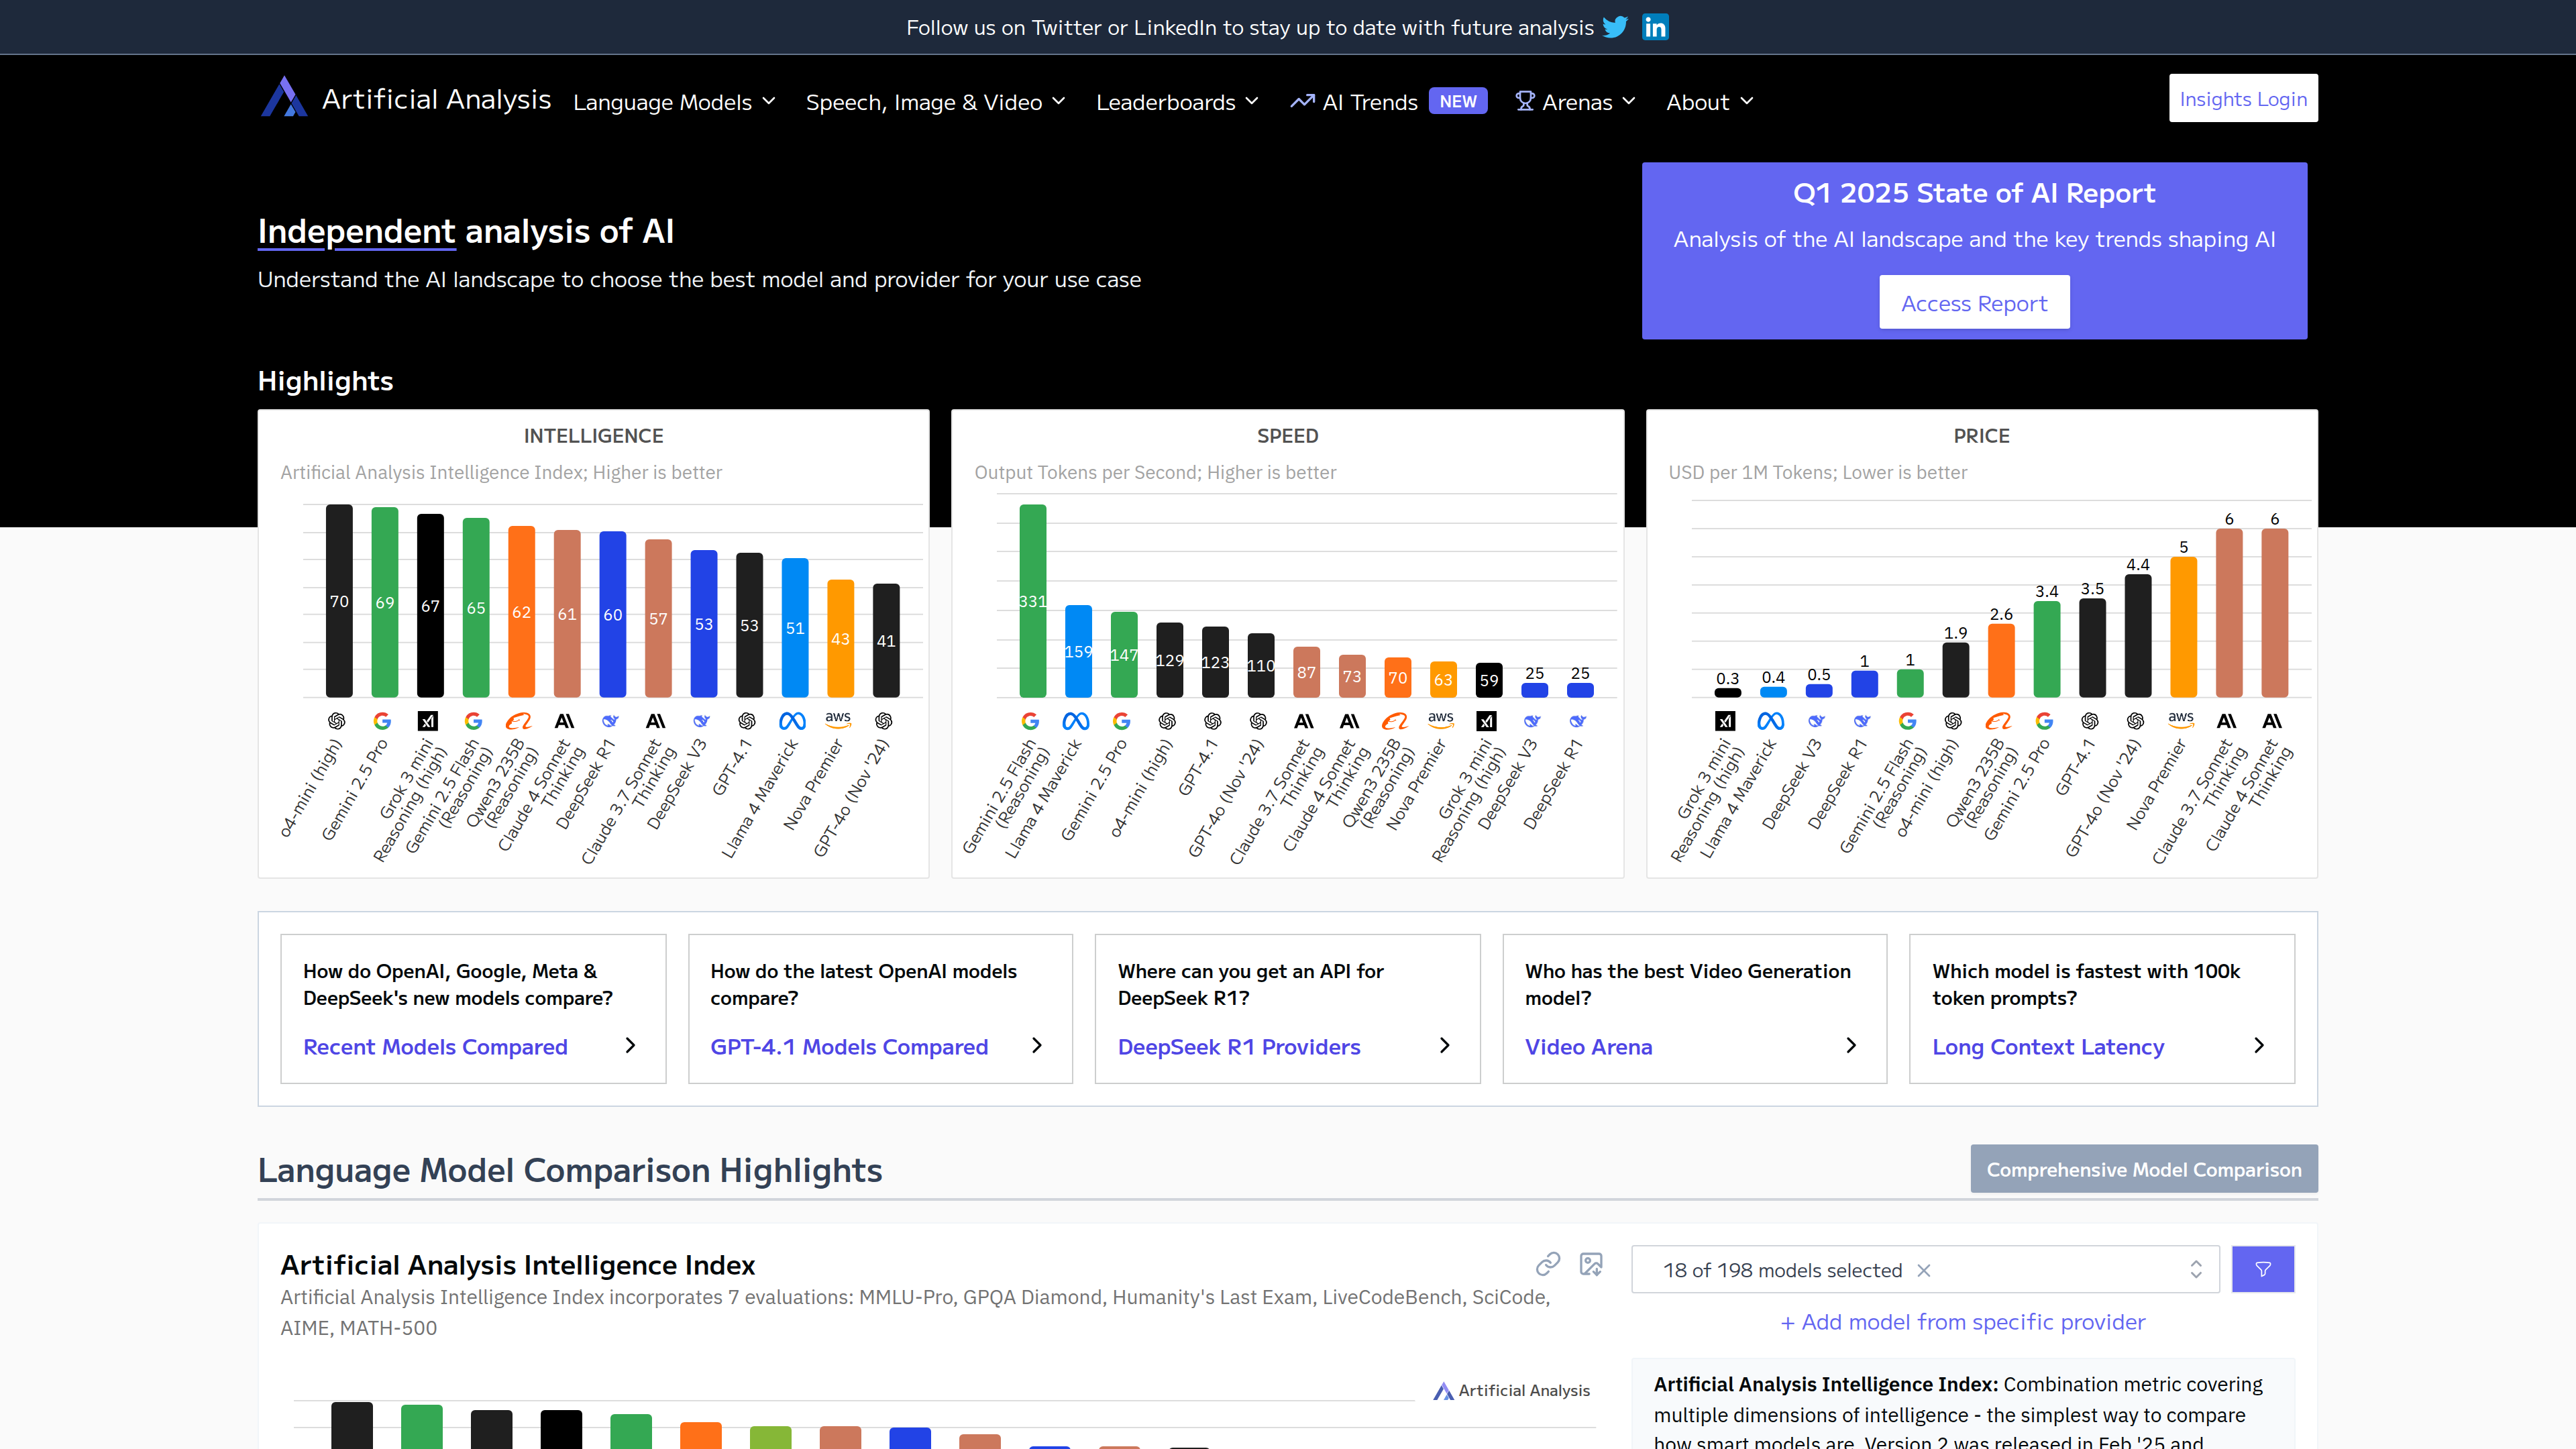 Follow us on Twitter or LinkedIn to stay up to date with future analysis
Artificial Analysis
Language Models
Speech, Image & Video
Leaderboards
AI Trends
NEW
Arenas
About
Insights Login
Independent analysis of AI
Understand the AI landscape to choose the best model and provider for your use case
Q1 2025 State of AI Report
Analysis of the AI landscape and the key trends shaping AI
Access Report
Highlights
INTELLIGENCE
Artificial Analysis Intelligence Index; Higher is better
70 69 67 65 62 61 60 57 53 53 51 43 41
aws
o4-mini (high)
Gemini 2.5 Pro
Grok 3 mini
Reasoning (high)
Gemini 2.5 Flash
(Reasoning)
Qwen3 235B
(Reasoning)
Claude 4 Sonnet
Thinking
DeepSeek R1
Claude 3.7 Sonnet
Thinking
DeepSeek V3
GPT-4.1
Llama 4 Maverick
Nova Premier
GPT-4o (Nov '24)
SPEED
Output Tokens per Second; Higher is better
331 159 147 129 123 110 87 73 70 63 59 25 25
aws
Gemini 2.5 Flash
(Reasoning)
Llama 4 Maverick
Gemini 2.5 Pro
o4-mini (high)
GPT-4.1
GPT-4o (Nov '24)
Claude 3.7 Sonnet
Thinking
Claude 4 Sonnet
Thinking
Qwen3 235B
(Reasoning)
Nova Premier
Grok 3 mini
Reasoning (high)
DeepSeek V3
DeepSeek R1
PRICE
USD per 1M Tokens; Lower is better
0.3 0.4 0.5 1 1 1.9 2.6 3.4 3.5 4.4 5 6 6
aws
Grok 3 mini
Reasoning (high)
Llama 4 Maverick
DeepSeek V3
DeepSeek R1
Gemini 2.5 Flash
(Reasoning)
o4-mini (high)
Qwen3 235B
(Reasoning)
Gemini 2.5 Pro
GPT-4.1
GPT-4o (Nov '24)
Nova Premier
Claude 3.7 Sonnet
Thinking
Claude 4 Sonnet
Thinking
How do OpenAI, Google, Meta &
DeepSeek's new models compare?
Recent Models Compared
How do the latest OpenAI models
compare?
GPT-4.1 Models Compared
Where can you get an API for
DeepSeek R1?
DeepSeek R1 Providers
Who has the best Video Generation
model?
Video Arena
Which model is fastest with 100k
token prompts?
Long Context Latency
Language Model Comparison Highlights
Comprehensive Model Comparison
Artificial Analysis Intelligence Index
Artificial Analysis Intelligence Index incorporates 7 evaluations: MMLU-Pro, GPQA Diamond, Humanity's Last Exam, LiveCodeBench, SciCode,
AIME, MATH-500
Artificial Analysis
18 of 198 models selected
+ Add model from specific provider
Artificial Analysis Intelligence Index: Combination metric covering
multiple dimensions of intelligence - the simplest way to compare
how smart models are. Version 2 was released in Feb '25 and